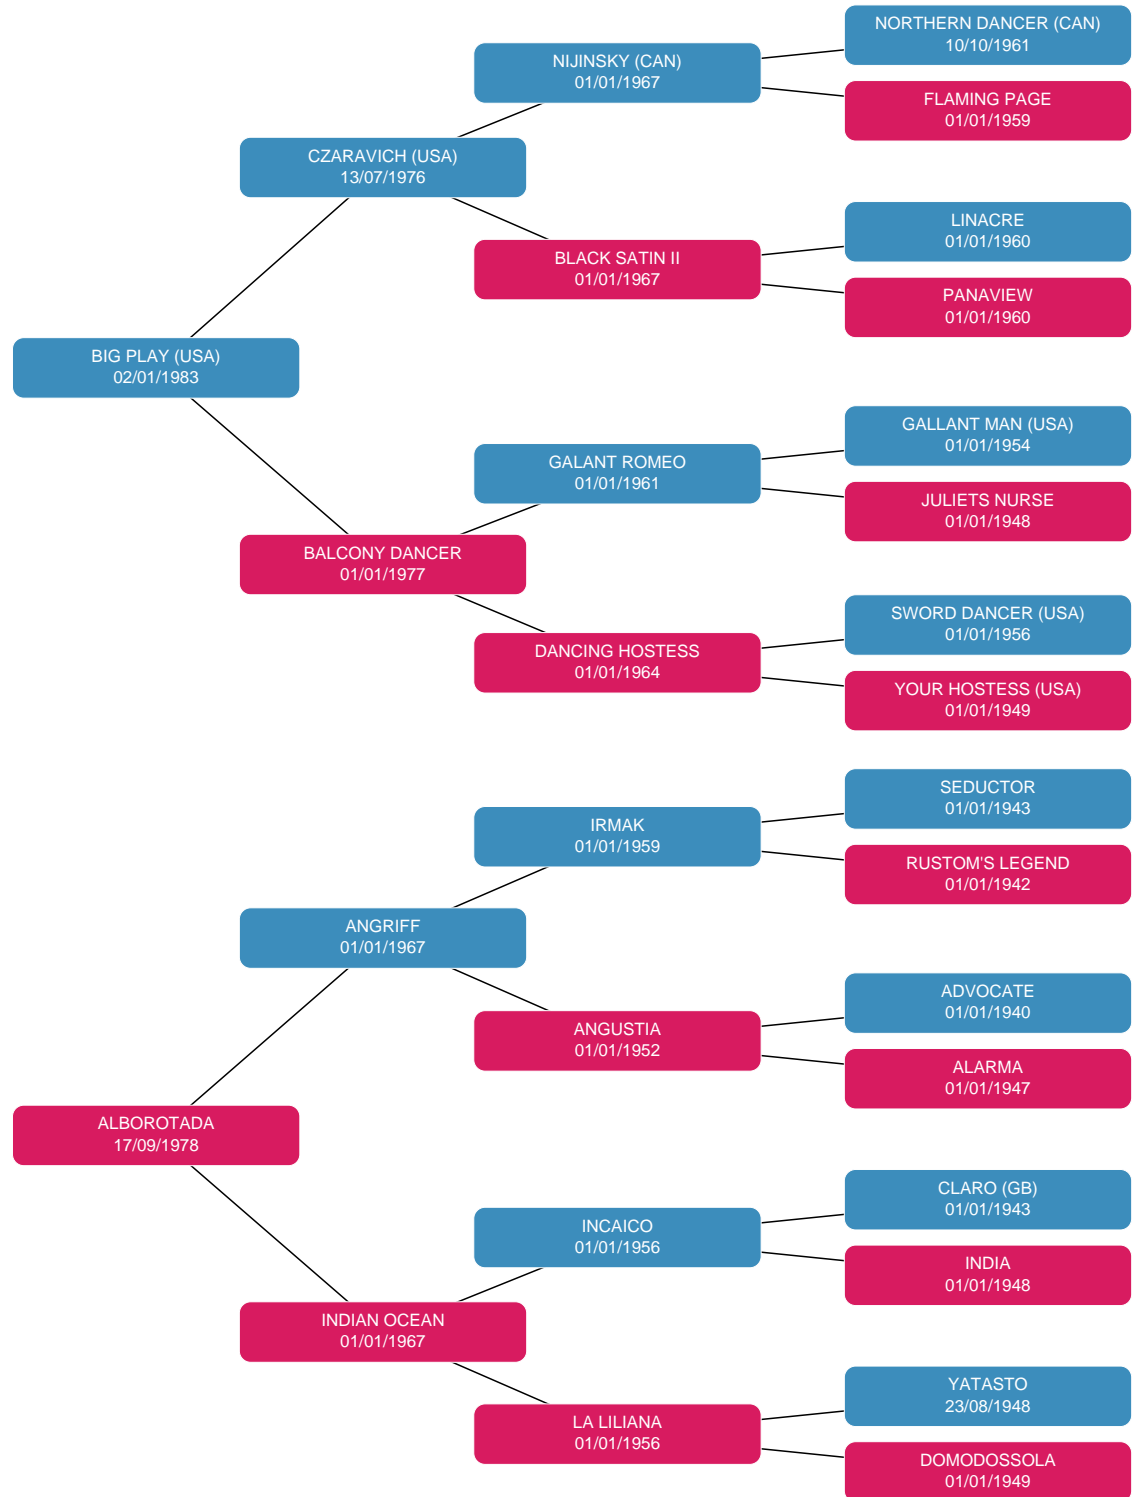 NORTHERN DANCER (CAN)
10/10/1961
NIJINSKY (CAN)
01/01/1967
FLAMING PAGE
01/01/1959
CZARAVICH (USA)
13/07/1976
LINACRE
01/01/1960
BLACK SATIN II
01/01/1967
PANAVIEW
01/01/1960
BIG PLAY (USA)
02/01/1983
GALLANT MAN (USA)
01/01/1954
GALANT ROMEO
01/01/1961
JULIETS NURSE
01/01/1948
BALCONY DANCER
01/01/1977
SWORD DANCER (USA)
01/01/1956
DANCING HOSTESS
01/01/1964
YOUR HOSTESS (USA)
01/01/1949
SEDUCTOR
01/01/1943
IRMAK
01/01/1959
RUSTOM'S LEGEND
01/01/1942
ANGRIFF
01/01/1967
ADVOCATE
01/01/1940
ANGUSTIA
01/01/1952
ALARMA
01/01/1947
ALBOROTADA
17/09/1978
CLARO (GB)
01/01/1943
INCAICO
01/01/1956
INDIA
01/01/1948
INDIAN OCEAN
01/01/1967
YATASTO
23/08/1948
LA LILIANA
01/01/1956
DOMODOSSOLA
01/01/1949